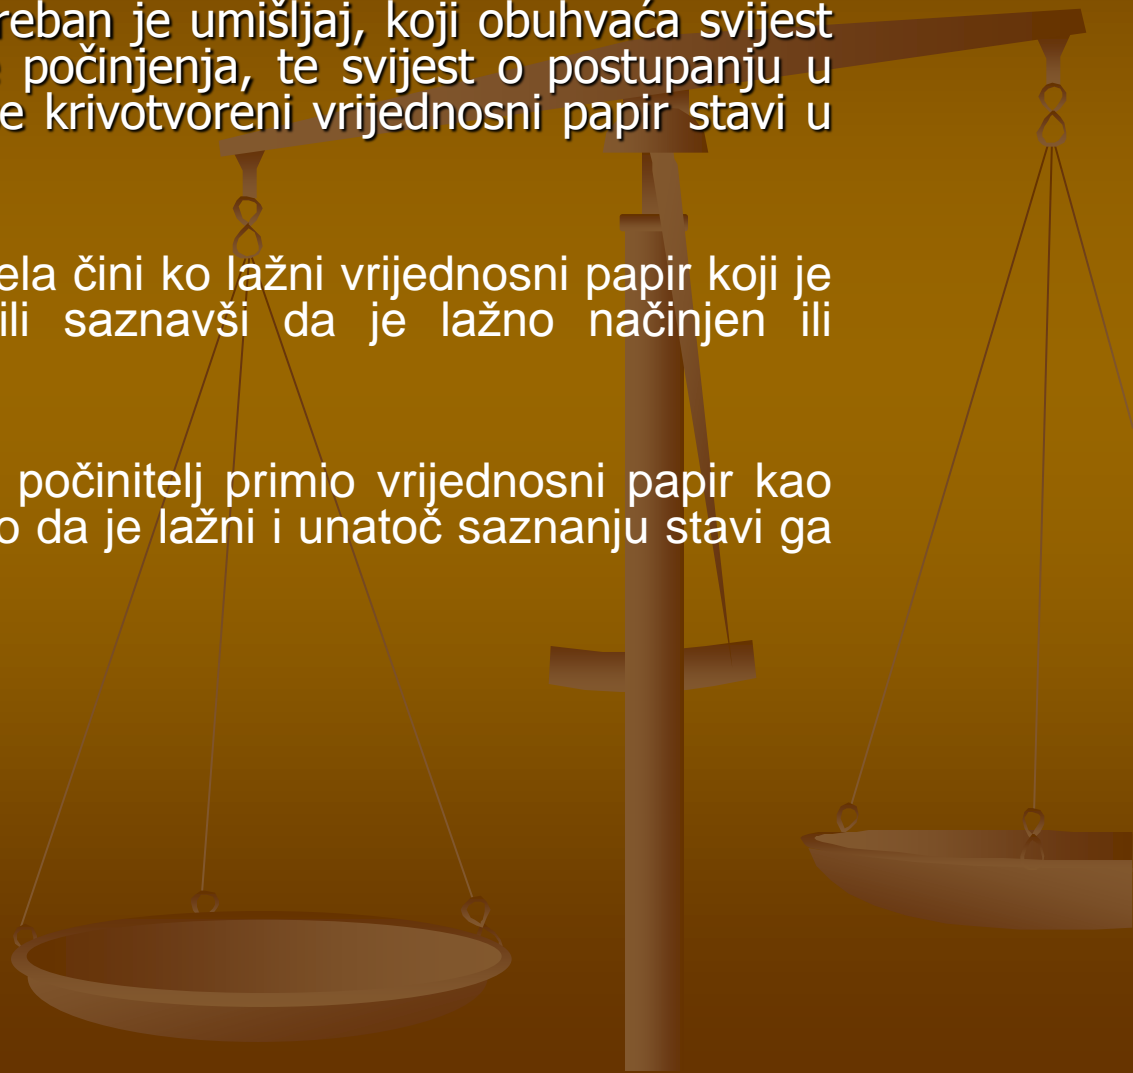 reban je umišljaj, koji obuhvaća svijest
počinjenja, te svijest o postupanju u
e krivotvoreni vrijednosni papir stavi u
ela čini ko lažni vrijednosni papir koji je
ili saznavši da je lažno načinjen ili
počinitelj primio vrijednosni papir kao
o da je lažni i unatoč saznanju stavi ga